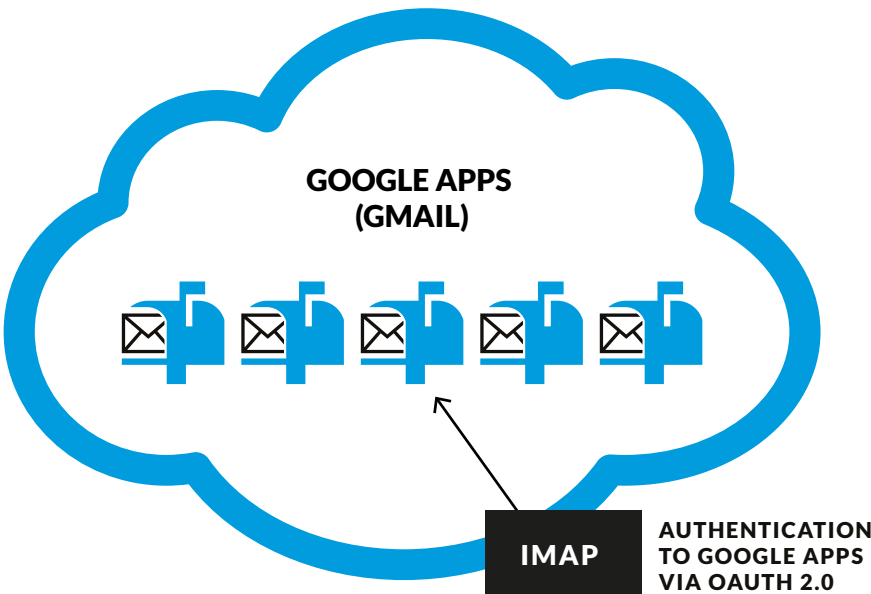 GOOGLE APPS
(GMAIL)
IMAP
AUTHENTICATION
TO GOOGLE APPS
VIA OAUTH 2.0